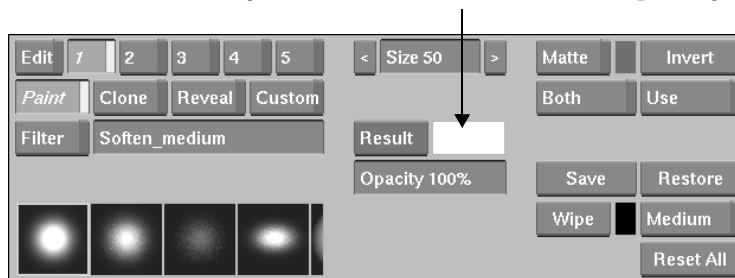 Edit 1 2 3 4 5 < Size 50 > Matte Invert
Paint Clone Reveal Custom Both Use
Filter Soften_medium Result
Opacity 100% Save Restore
Wipe Medium
Reset All